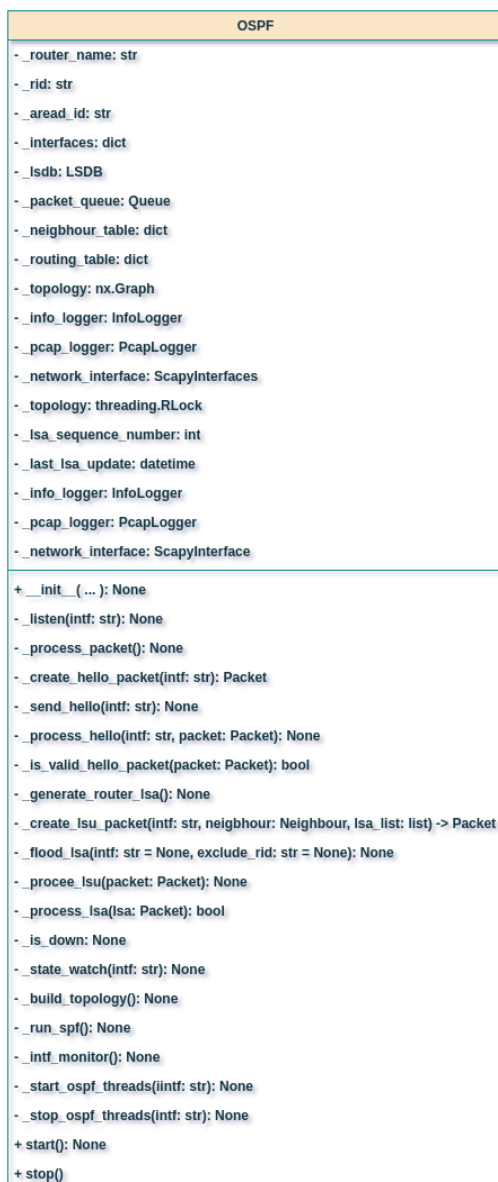 OSPF
- _router_name: str
- _rid: str
- _aread_id: str
- _interfaces: dict
- _lsdb: LSDB
- _packet_queue: Queue
- _neigbhour_table: dict
- _routing_table: dict
- _topology: nx.Graph
- _info_logger: InfoLogger
- _pcap_logger: PcapLogger
- _network_interface: ScapyInterfaces
- _topology: threading.RLock
- _lsa_sequence_number: int
- _last_lsa_update: datetime
- _info_logger: InfoLogger
- _pcap_logger: PcapLogger
- _network_interface: ScapyInterface
+ __init__( ... ): None
- _listen(intf: str): None
- _process_packet(): None
- _create_hello_packet(intf: str): Packet
- _send_hello(intf: str): None
- _process_hello(intf: str, packet: Packet): None
- _is_valid_hello_packet(packet: Packet): bool
- _generate_router_lsa(): None
- _create_lsu_packet(intf: str, neigbhour: Neighbour, lsa_list: list) -> Packet
- _flood_lsa(intf: str = None, exclude_rid: str = None): None
- _procee_lsu(packet: Packet): None
- _process_lsa(lsa: Packet): bool
- _is_down: None
- _state_watch(intf: str): None
- _build_topology(): None
- _run_spf(): None
- _intf_monitor(): None
- _start_ospf_threads(iintf: str): None
- _stop_ospf_threads(intf: str): None
+ start(): None
+ stop()